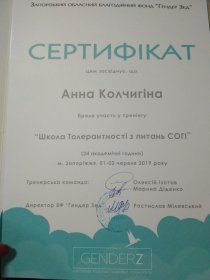 Запорізький обласний благодійний фонд "Гендер Зед"
СЕРТИФІКАТ
цим засвідчує, що
Анна Колчигіна
брала участь у тренінгу
"Школа Толерантності з питань СОГІ"
(24 академічні години)
м. Запоріжжя, 01-03 червня 2019 року
Тренерська команда:
Олексій
Марина Діденко
Директор БФ "Гендер Зед"
Ростислав Мілевський
GENDERZ